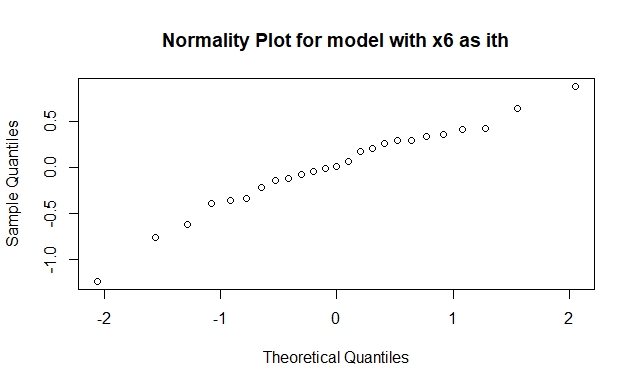 Normality Plot for model with x6 as ith
Sample Quantiles
0.5
0.0
-0.5
-1.0
-2 -1 0 1 2
Theoretical Quantiles